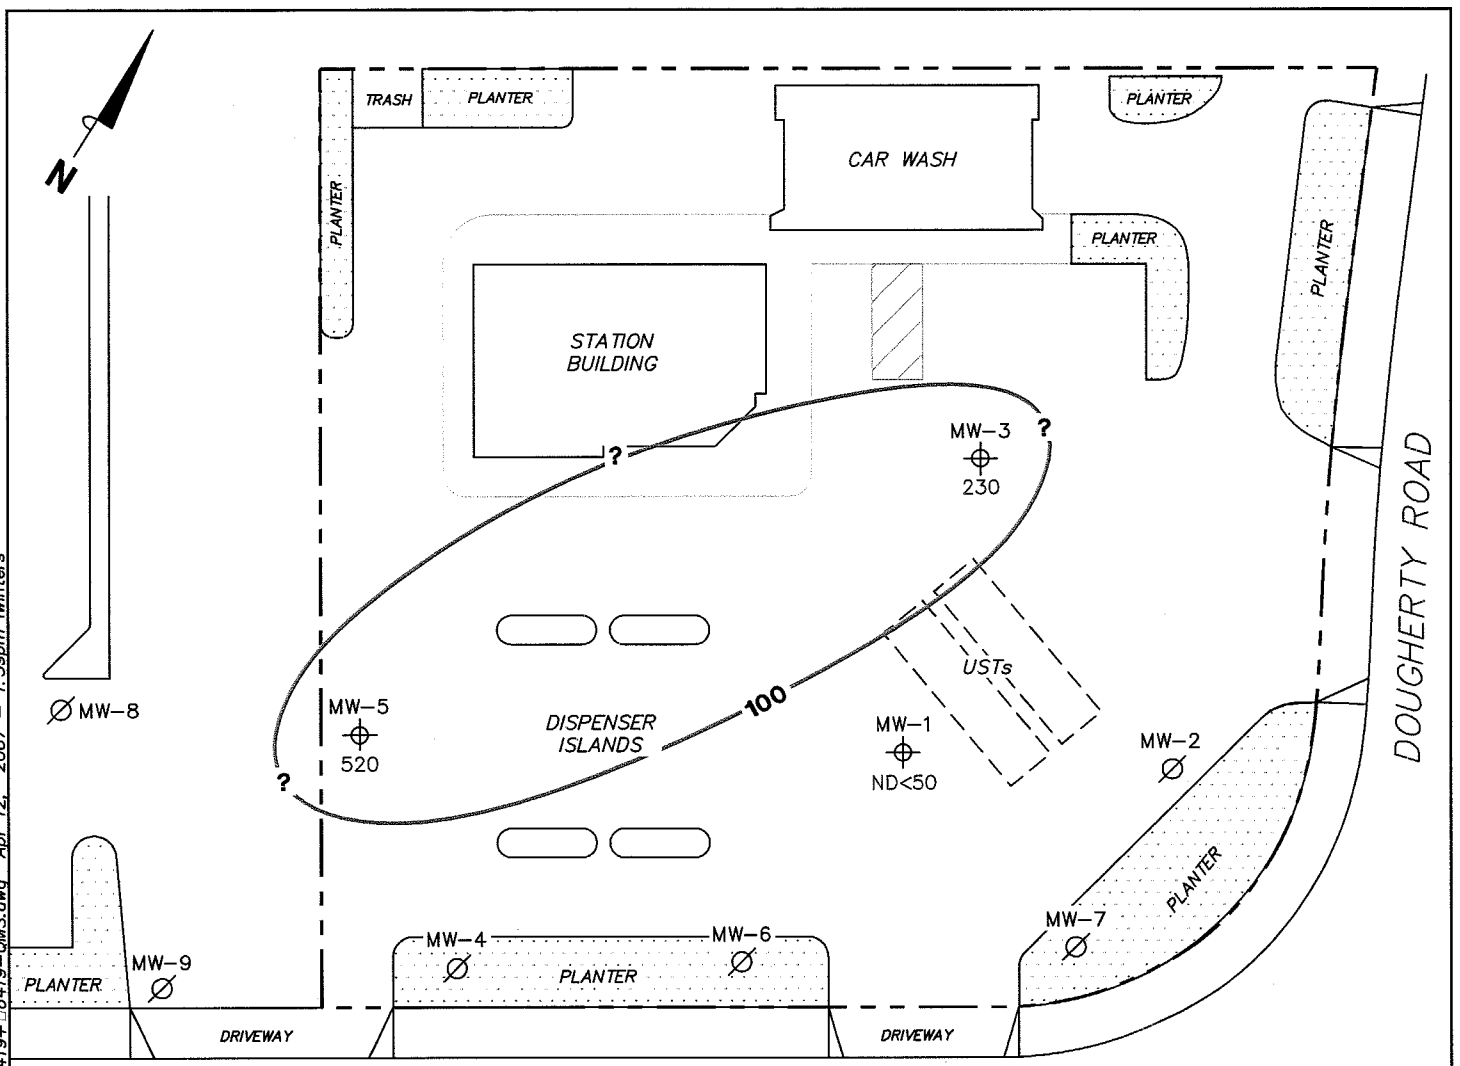 TRASH
PLANTER
PLANTER
CAR WASH
N
PLANTER
PLANTER
PLANTER
STATION
BUILDING
MW-3
?
230
?
DOUGHERTY ROAD
USTs
MW-8
MW-5
520
?
DISPENSER
ISLANDS
100
MW-1
ND<50
MW-2
PLANTER
MW-7
MW-4
MW-6
PLANTER
MW-9
PLANTER
DRIVEWAY
DRIVEWAY
PLANTER